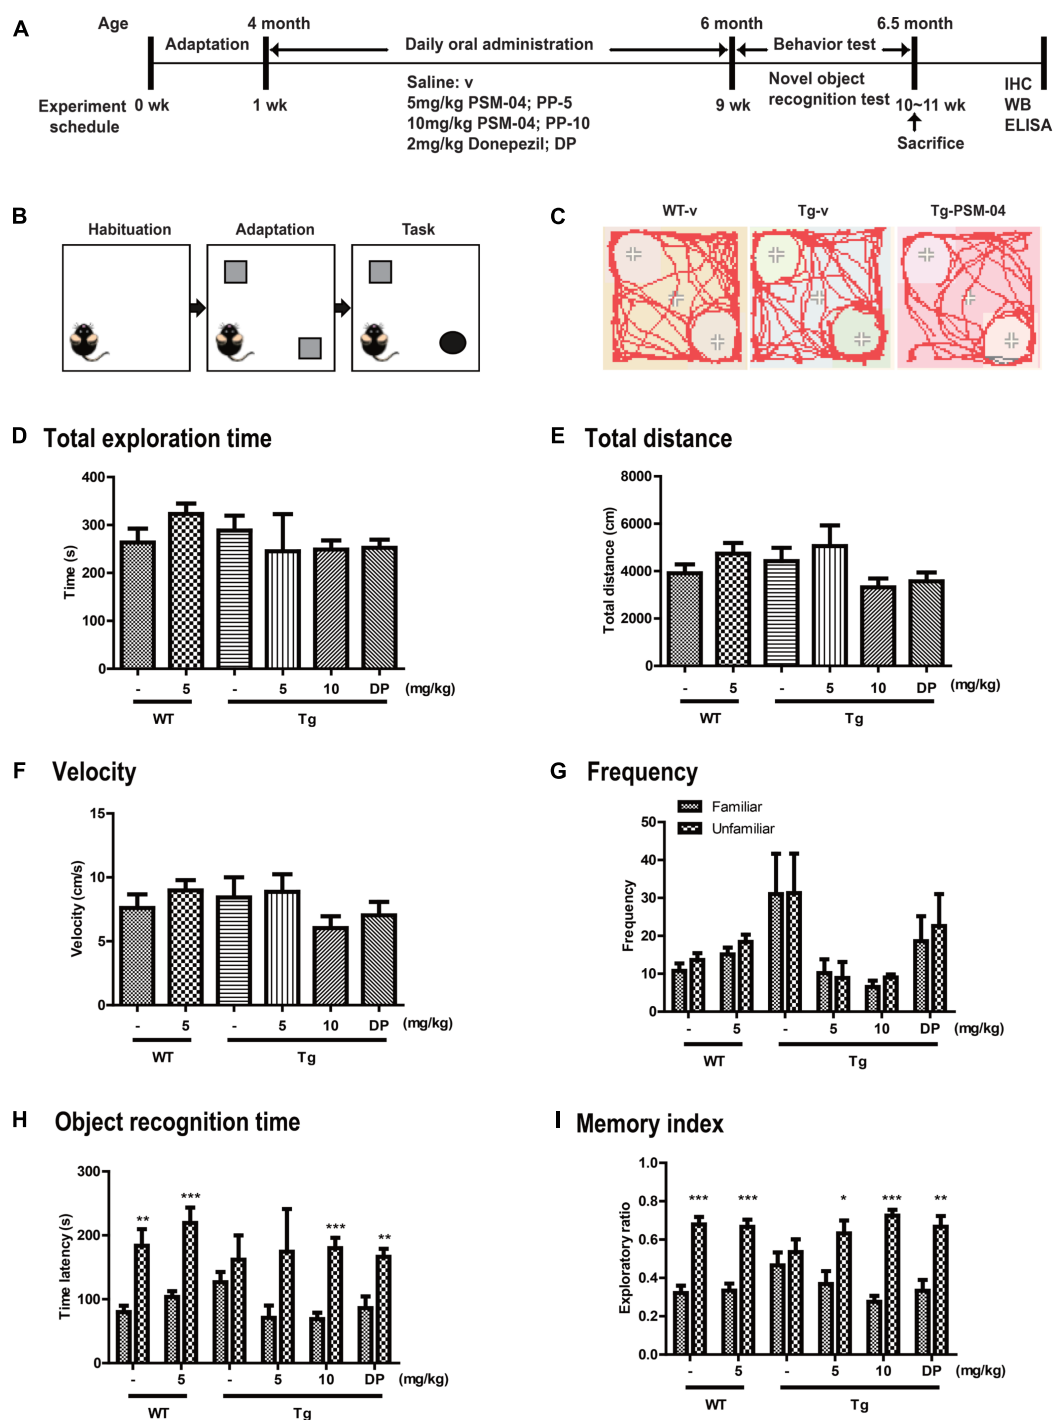 A
Age
4 month
6 month
6.5 month
Adaptation
Daily oral administration
Behavior test
Experiment
schedule
0 wk
1 wk
Saline: v
5mg/kg PSM-04; PP-5
10mg/kg PSM-04; PP-10
2mg/kg Donepezil; DP
9 wk
Novel object
recognition test
10~11 wk
Sacrifice
IHC
WB
ELISA
B
Habituation
Adaptation
Task
C
WT-v
Tg-v
Tg-PSM-04
D Total exploration time
Time (s)
400
300
200
100
0
- 5 - 5 10 DP (mg/kg)
WT Tg
E Total distance
Total distance (cm)
8000
6000
4000
2000
0
- 5 - 5 10 DP (mg/kg)
WT Tg
F Velocity
Velocity (cm/s)
15
10
5
0
- 5 - 5 10 DP (mg/kg)
WT Tg
G Frequency
Familiar
Unfamiliar
Frequency
50
40
30
20
10
0
- 5 - 5 10 DP (mg/kg)
WT Tg
H Object recognition time
Time latency (s)
300
200
100
0
** *** *** **
- 5 - 5 10 DP (mg/kg)
WT Tg
I Memory index
Exploratory ratio
1.0
0.8
0.6
0.4
0.2
0.0
*** *** * *** **
- 5 - 5 10 DP (mg/kg)
WT Tg